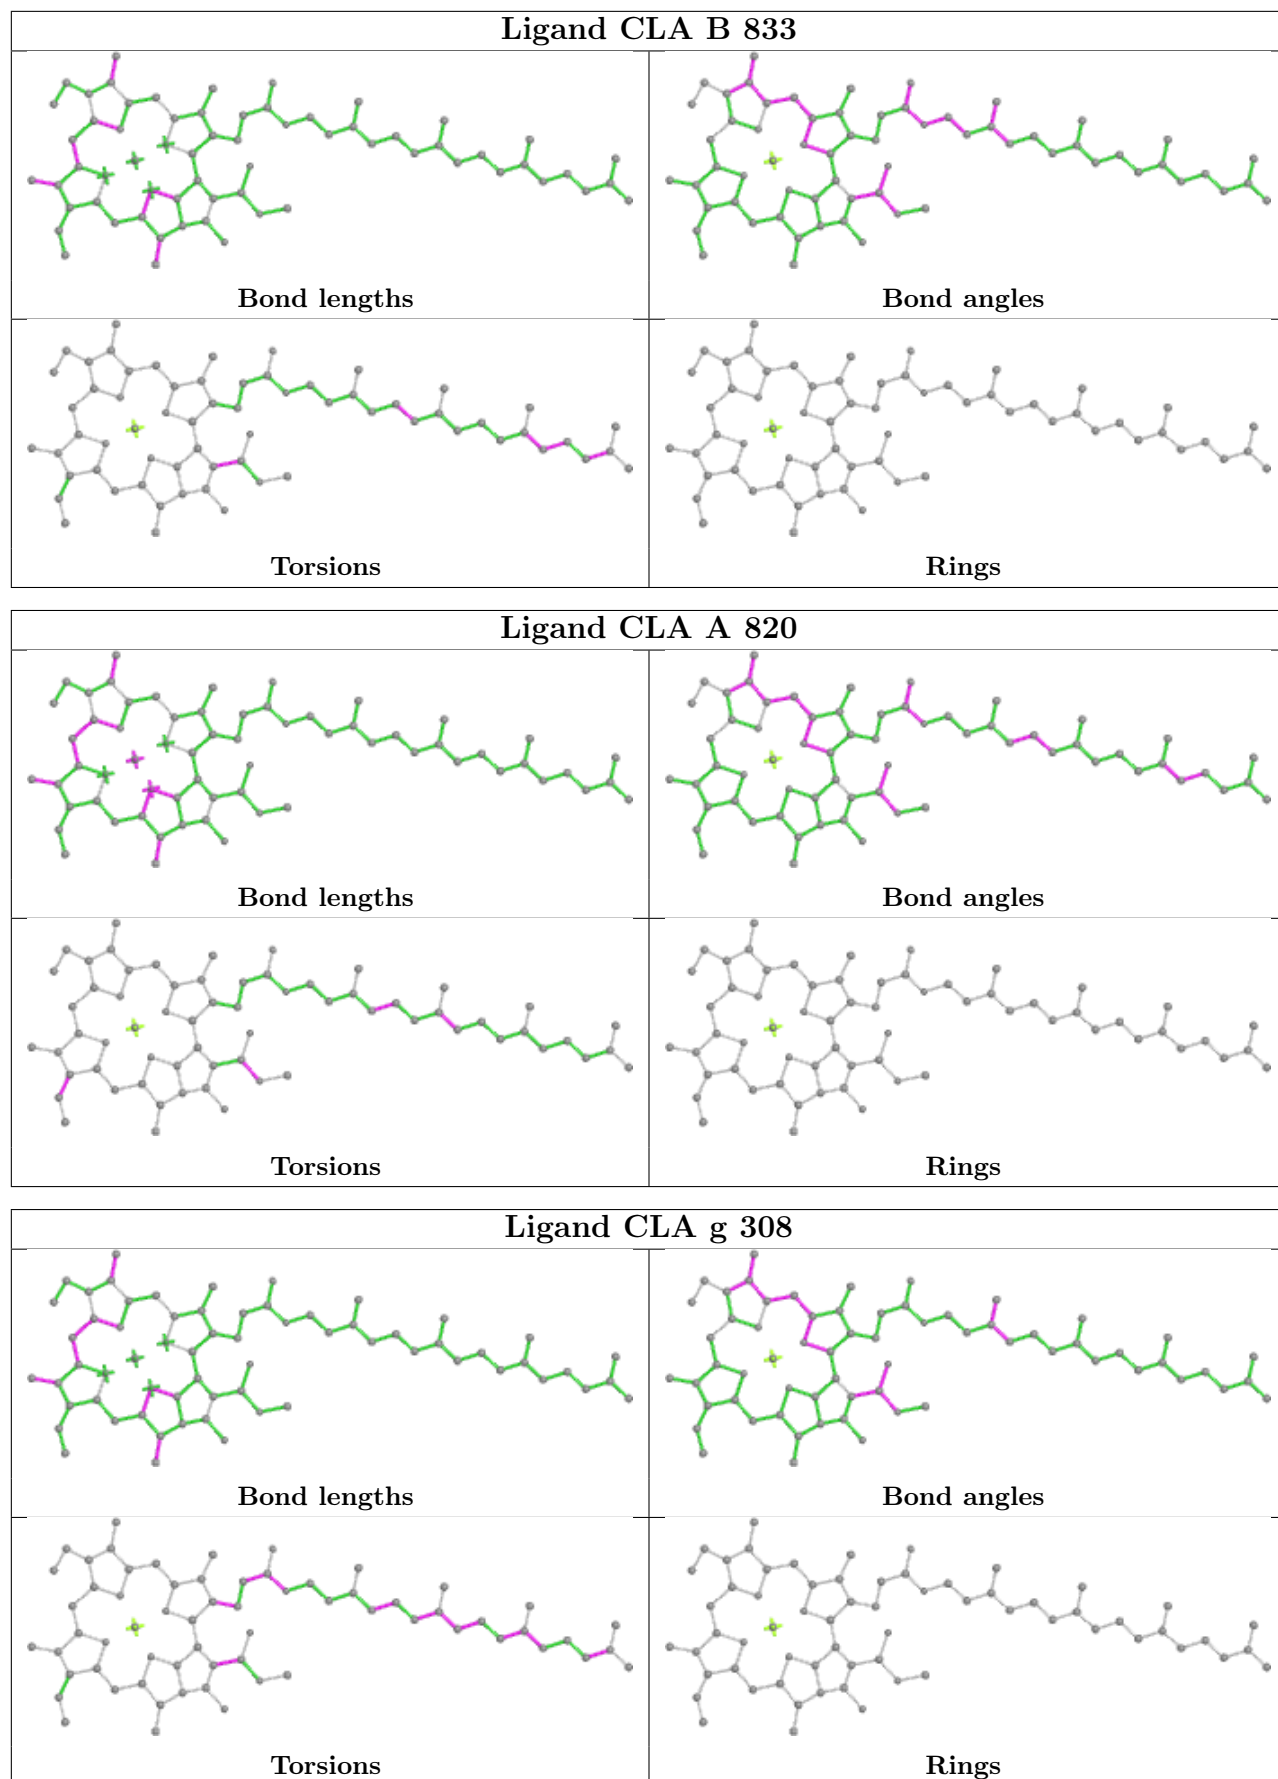 Ligand CLA B 833
Bond lengths
Bond angles
Torsions
Rings
Ligand CLA A 820
Bond lengths
Bond angles
Torsions
Rings
Ligand CLA g 308
Bond lengths
Bond angles
Torsions
Rings